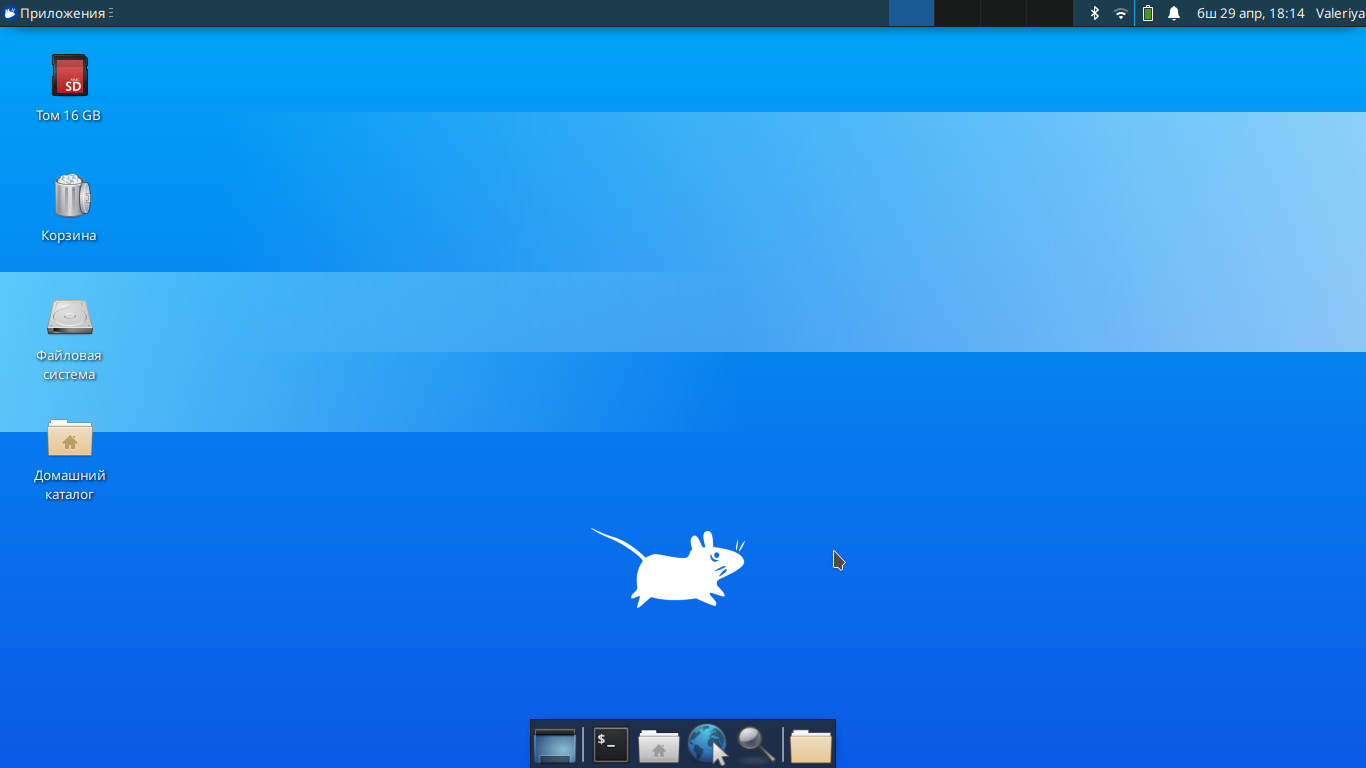 Приложения
бш 29 апр, 18:14
Valeriya
SD
Том 16 GB
Корзина
Файловая
система
Домашний
каталог
$_